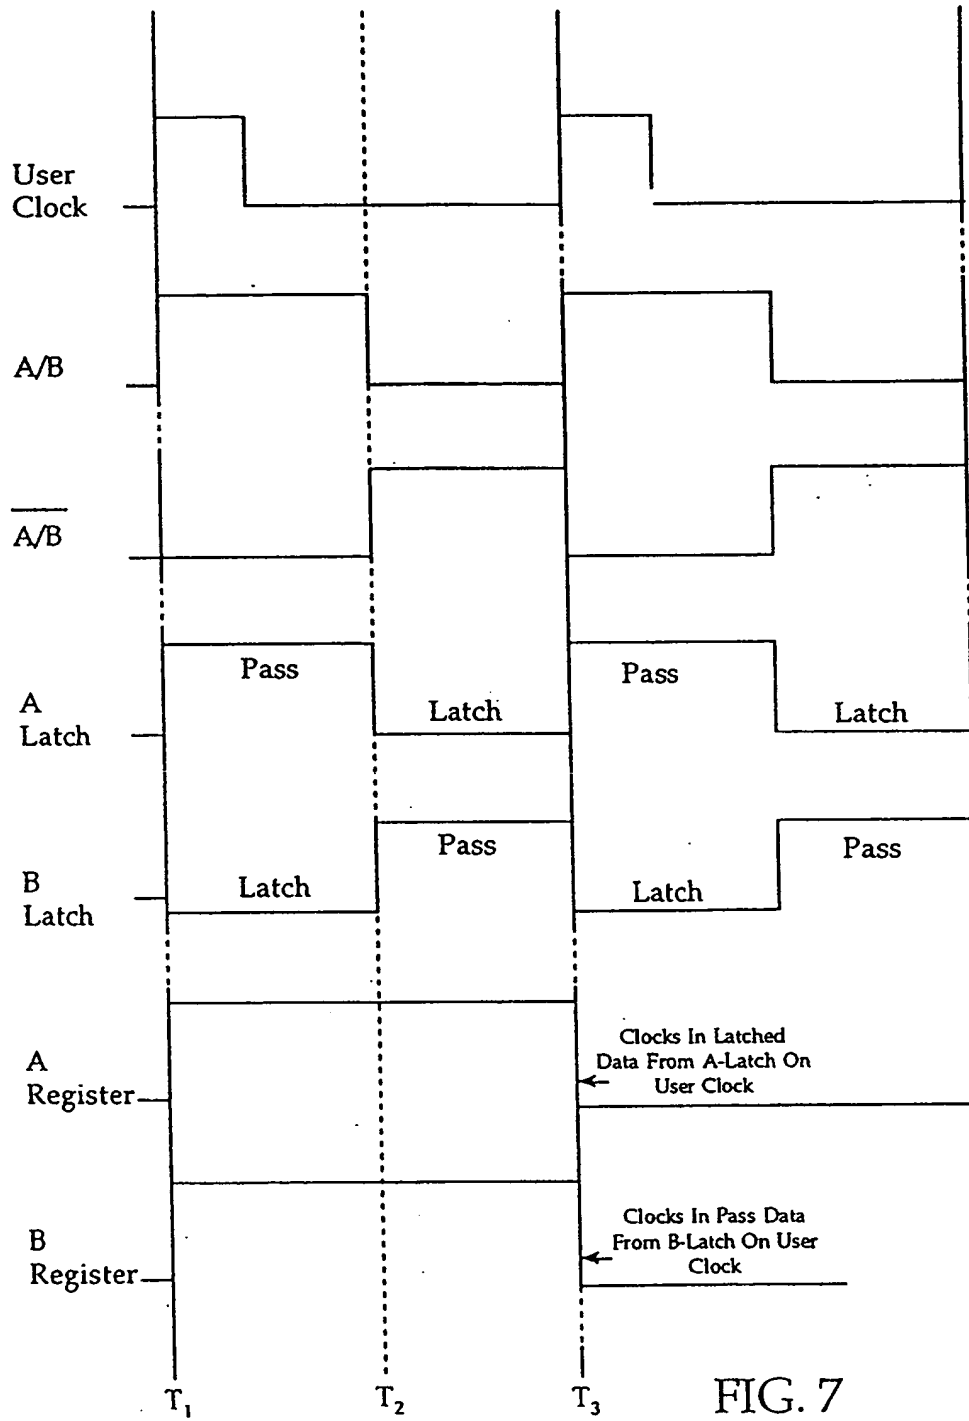 User
Clock
A/B
A/B
Pass
Pass
A
Latch
Latch
Latch
Pass
Pass
B
Latch
Latch
Latch
A
Register
Clocks In Latched
Data From A-Latch On
User Clock
B
Register
Clocks In Pass Data
From B-Latch On User
Clock
T₁
T₂
T₃
FIG. 7